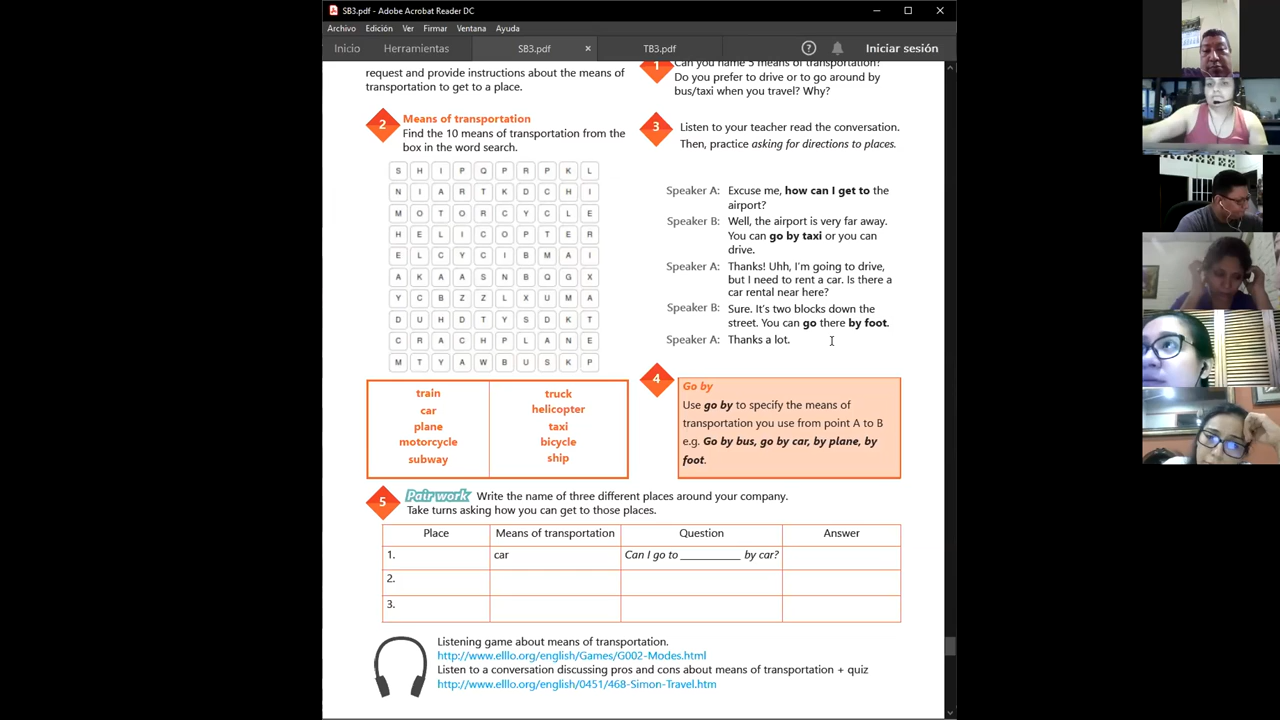 SB3.pdf - Adobe Acrobat Reader DC
Archivo Edición Ver Firmar Ventana Ayuda
Inicio Herramientas SB3.pdf × TB3.pdf ? Iniciar sesión
request and provide instructions about the means of
transportation to get to a place.
2 Means of transportation
Find the 10 means of transportation from the
box in the word search.
S H I P Q P R P K L
N I A R T K D C H I
M O T O R C Y C L E
H E L I C O P T E R
E L C Y C I B M A I
A K A A S N B Q G X
Y C B Z Z L X U M A
D U H D T Y S D K T
C R A C H P L A N E
M T Y A W B U S K P
train truck
car helicopter
plane taxi
motorcycle bicycle
subway ship
1 Can you name 5 means of transportation?
Do you prefer to drive or to go around by
bus/taxi when you travel? Why?
3 Listen to your teacher read the conversation.
Then, practice asking for directions to places.
Speaker A: Excuse me, how can I get to the
airport?
Speaker B: Well, the airport is very far away.
You can go by taxi or you can
drive.
Speaker A: Thanks! Uhh, I'm going to drive,
but I need to rent a car. Is there a
car rental near here?
Speaker B: Sure. It's two blocks down the
street. You can go there by foot.
Speaker A: Thanks a lot.
4 Go by
Use go by to specify the means of
transportation you use from point A to B
e.g. Go by bus, go by car, by plane, by
foot.
5 Pair work Write the name of three different places around your company.
Take turns asking how you can get to those places.
Place Means of transportation Question Answer
1. car Can I go to __________ by car?
2.
3.
Listening game about means of transportation.
http://www.elllo.org/english/Games/G002-Modes.html
Listen to a conversation discussing pros and cons about means of transportation + quiz
http://www.elllo.org/english/0451/468-Simon-Travel.htm